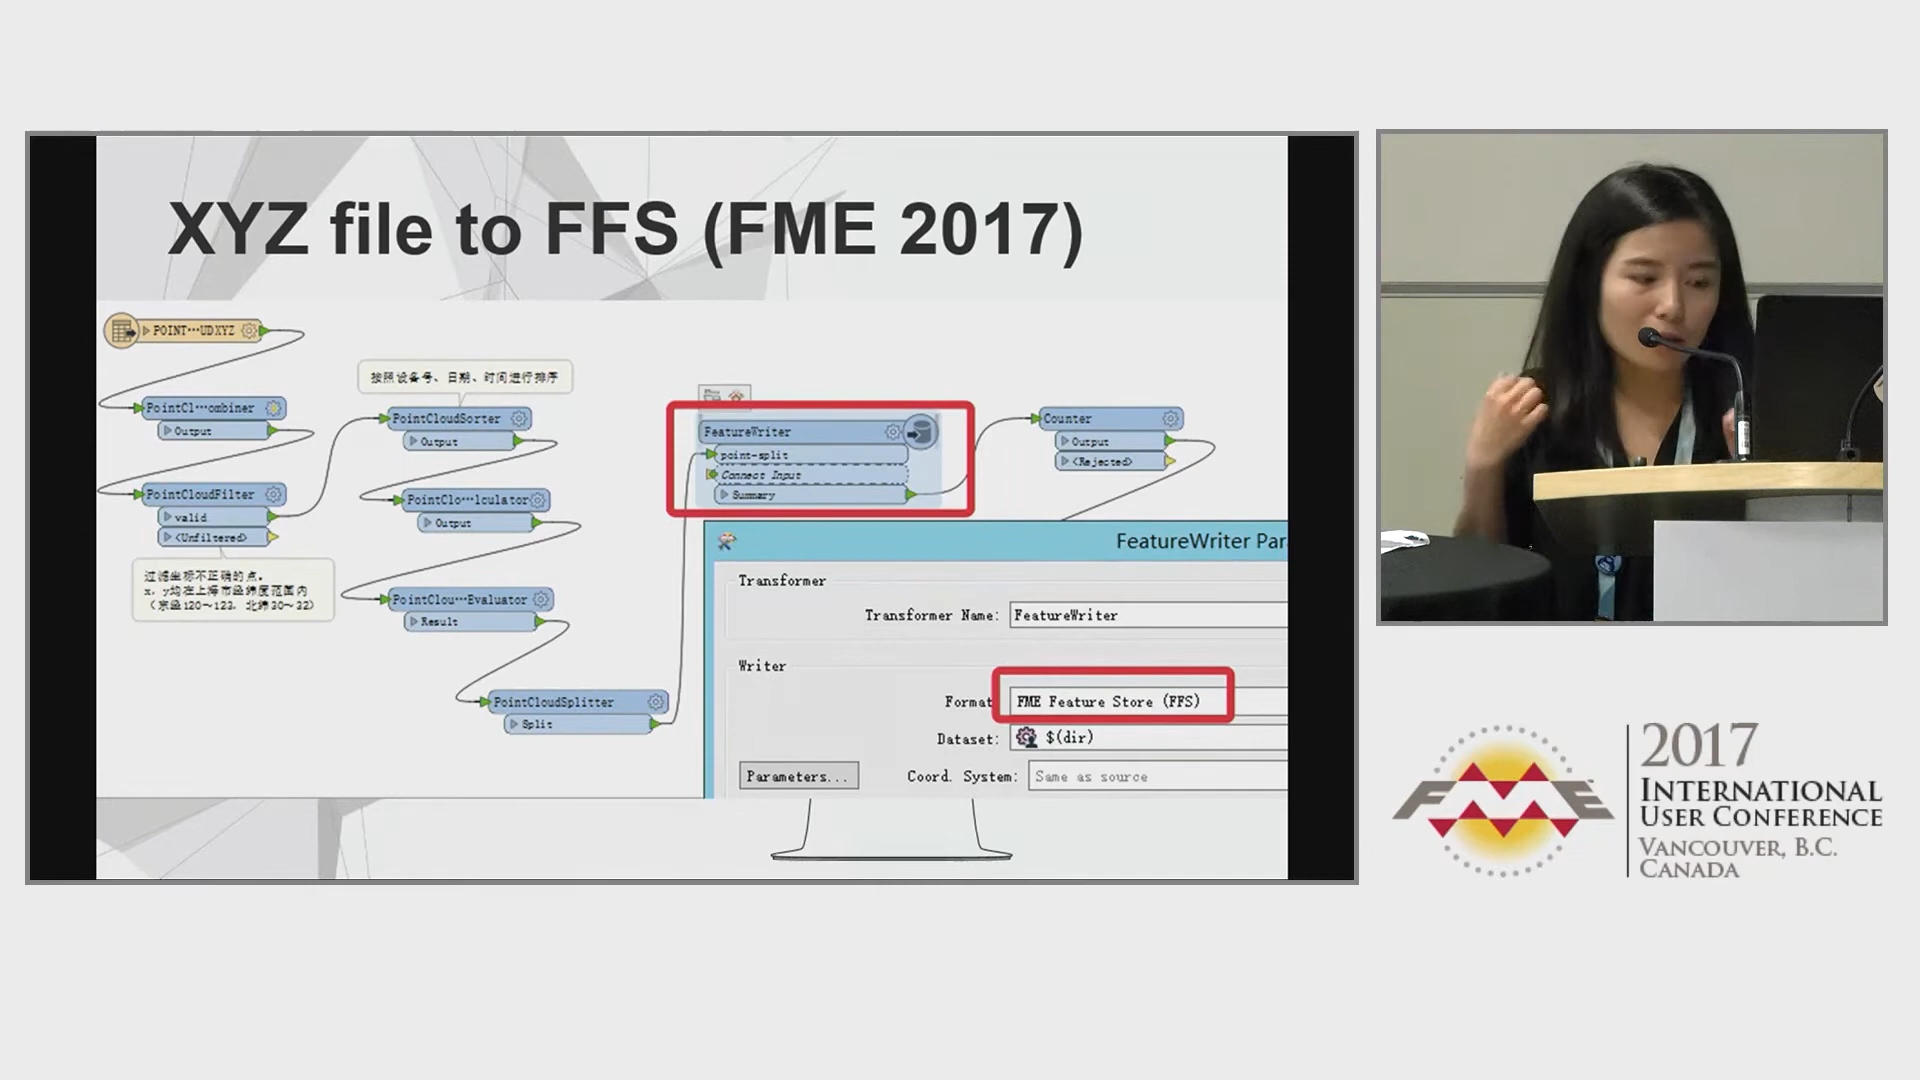 XYZ file to FFS (FME 2017)
POINT···UDXYZ
PointCl···ombiner
Output
PointCloudFilter
valid
<Unfiltered>
过滤坐标不正确的点。
x，y均在上海市经纬度范围内
（东经120～123，北纬30～32）
按照设备号、日期、时间进行排序
PointCloudSorter
Output
PointClo···lculator
Output
PointClou···Evaluator
Result
PointCloudSplitter
Split
FeatureWriter
point-split
Connect Input
Summary
Counter
Output
<Rejected>
FeatureWriter Par
Transformer
Transformer Name: FeatureWriter
Writer
Format: FME Feature Store (FFS)
Dataset: $(dir)
Parameters... Coord. System: Same as source
FME
2017
INTERNATIONAL
USER CONFERENCE
VANCOUVER, B.C.
CANADA